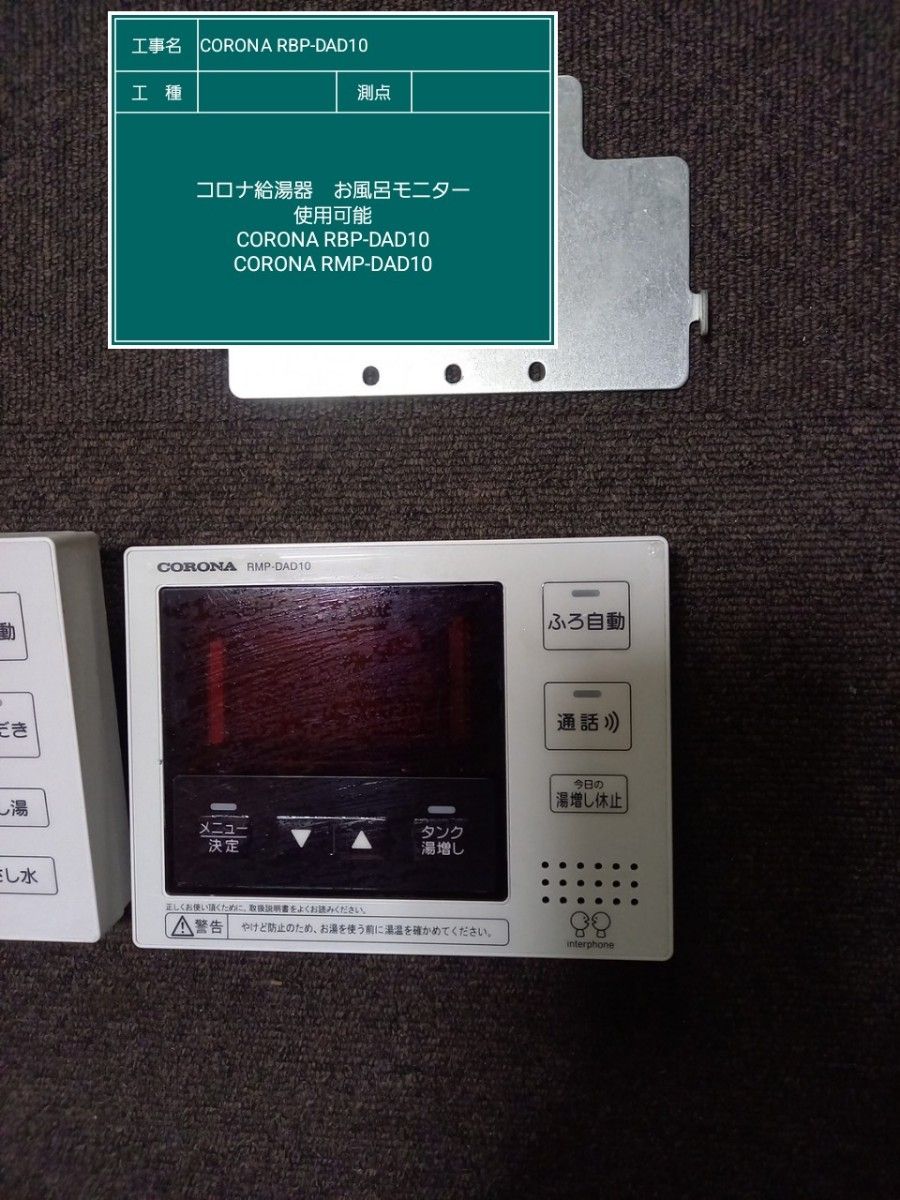 工事名 CORONA RBP-DAD10
工 種 測点
コロナ給湯器 お風呂モニター
使用可能
CORONA RBP-DAD10
CORONA RMP-DAD10
CORONA RMP-DAD10
ふろ自動
通話
今日の
湯増し休止
メニュー
決定
▼ ▲
タンク
湯増し
正しくお使い頂くために、取扱説明書をよくお読みください。
警告 やけど防止のため、お湯を使う前に湯温を確かめてください。
interphone
動
だき
し湯
し水